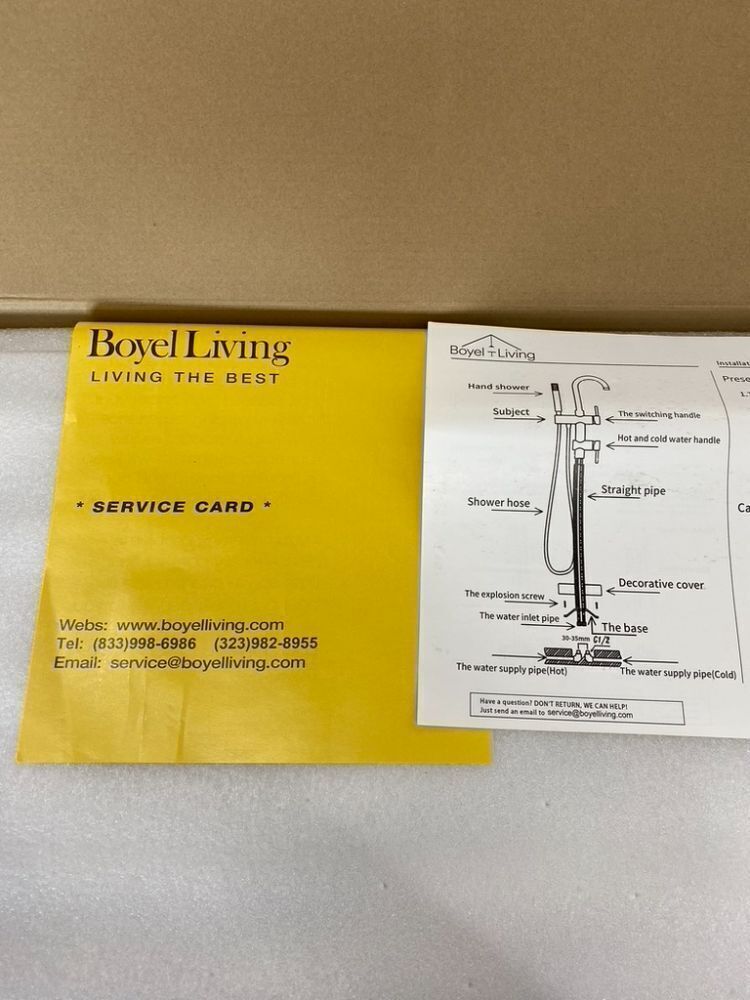 Boyel Living
LIVING THE BEST
* SERVICE CARD *
Webs: www.boyelliving.com
Tel: (833)998-6986 (323)982-8955
Email: service@boyelliving.com
Boyel Living
Hand shower
Subject
The switching handle
Hot and cold water handle
Straight pipe
Shower hose
Decorative cover
The explosion screw
The water inlet pipe
The base
30-35mm G1/2
The water supply pipe(Hot)
The water supply pipe(Cold)
Have a question? DON'T RETURN, WE CAN HELP!
Just send an email to service@boyelliving.com